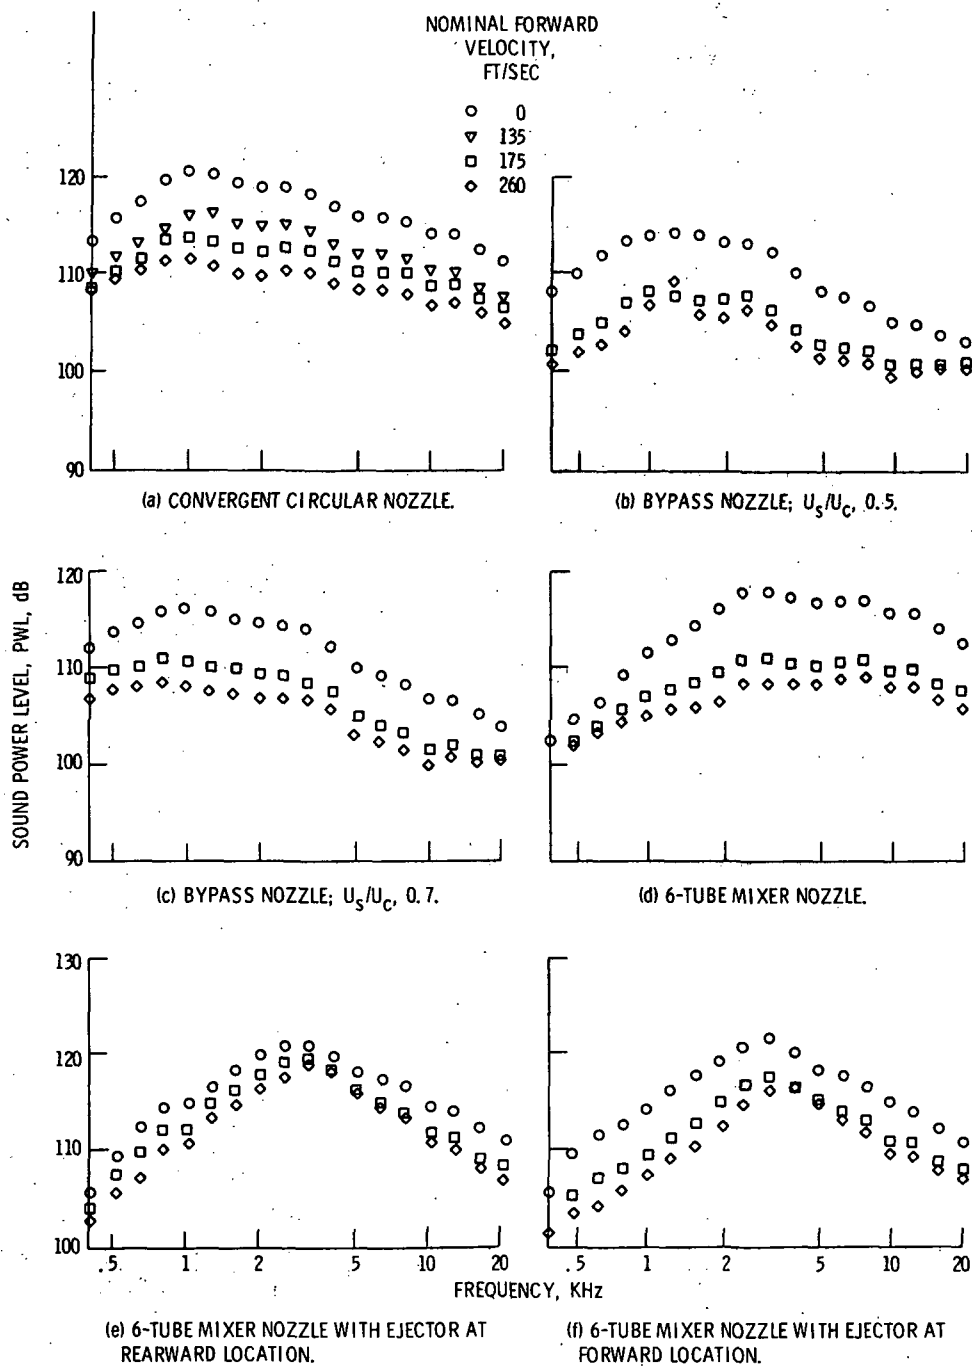 NOMINAL FORWARD
VELOCITY,
FT/SEC
0
135
175
260
120
110
100
90
(a) CONVERGENT CIRCULAR NOZZLE.
(b) BYPASS NOZZLE; U_S/U_C, 0.5.
SOUND POWER LEVEL, PWL, dB
120
110
100
90
(c) BYPASS NOZZLE; U_S/U_C, 0.7.
(d) 6-TUBE MIXER NOZZLE.
130
120
110
100
.5 1 2 5 10 20
.5 1 2 5 10 20
FREQUENCY, KHz
(e) 6-TUBE MIXER NOZZLE WITH EJECTOR AT
REARWARD LOCATION.
(f) 6-TUBE MIXER NOZZLE WITH EJECTOR AT
FORWARD LOCATION.